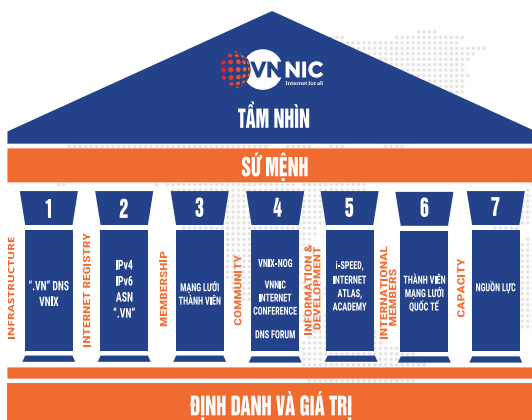 VNNIC
Internet for all
TẦM NHÌN
SỨ MỆNH
1
INFRASTRUCTURE
".VN" DNS
VNIX
2
INTERNET REGISTRY
IPv4
IPv6
ASN
".VN"
3
MEMBERSHIP
MẠNG LƯỚI
THÀNH VIÊN
4
COMMUNITY
VNIX-NOG
VNNIC
INTERNET
CONFERENCE
DNS FORUM
5
INFORMATION &
DEVELOPMENT
i-SPEED,
INTERNET
ATLAS,
ACADEMY
6
INTERNATIONAL
MEMBERS
THÀNH VIÊN
MẠNG LƯỚI
QUỐC TẾ
7
CAPACITY
NGUỒN LỰC
ĐỊNH DANH VÀ GIÁ TRỊ